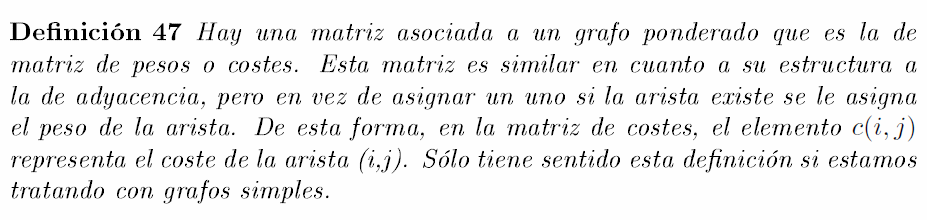 Definición 47 Hay una matriz asociada a un grafo ponderado que es la de
matriz de pesos o costes. Esta matriz es similar en cuanto a su estructura a
la de adyacencia, pero en vez de asignar un uno si la arista existe se le asigna
el peso de la arista. De esta forma, en la matriz de costes, el elemento c(i, j)
representa el coste de la arista (i,j). Sólo tiene sentido esta definición si estamos
tratando con grafos simples.